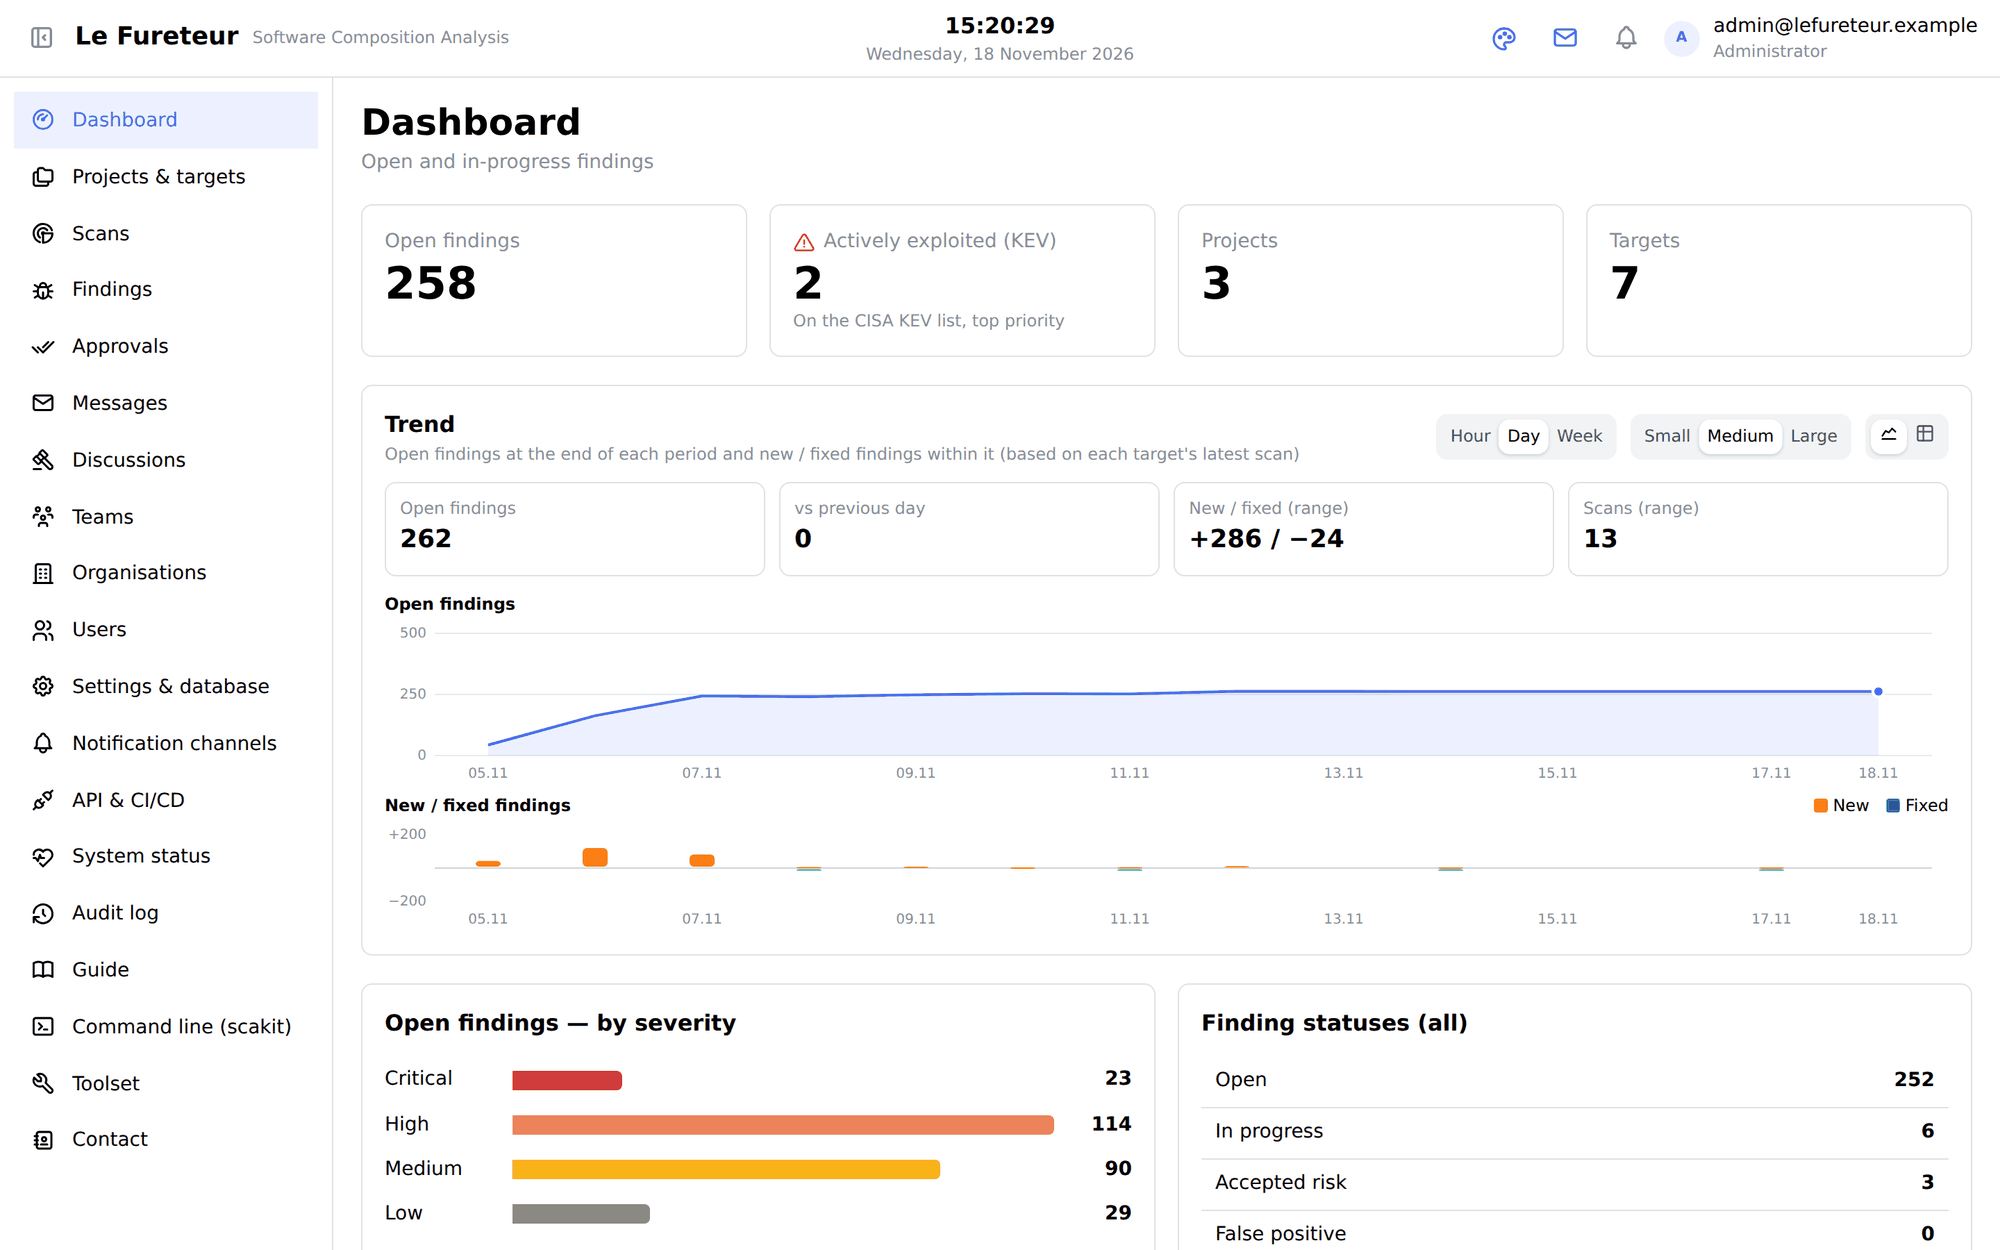 Le Fureteur Software Composition Analysis
15:20:29
Wednesday, 18 November 2026
A
admin@lefureteur.example
Administrator
Dashboard
Projects & targets
Scans
Findings
Approvals
Messages
Discussions
Teams
Organisations
Users
Settings & database
Notification channels
API & CI/CD
System status
Audit log
Guide
Command line (scakit)
Toolset
Contact
Dashboard
Open and in-progress findings
Open findings
258
Actively exploited (KEV)
2
On the CISA KEV list, top priority
Projects
3
Targets
7
Trend
Open findings at the end of each period and new / fixed findings within it (based on each target's latest scan)
Hour Day Week
Small Medium Large
Open findings
262
vs previous day
0
New / fixed (range)
+286 / −24
Scans (range)
13
Open findings
500
250
0
05.11 07.11 09.11 11.11 13.11 15.11 17.11 18.11
New / fixed findings
New Fixed
+200
−200
05.11 07.11 09.11 11.11 13.11 15.11 17.11 18.11
Open findings — by severity
Critical 23
High 114
Medium 90
Low 29
Finding statuses (all)
Open 252
In progress 6
Accepted risk 3
False positive 0